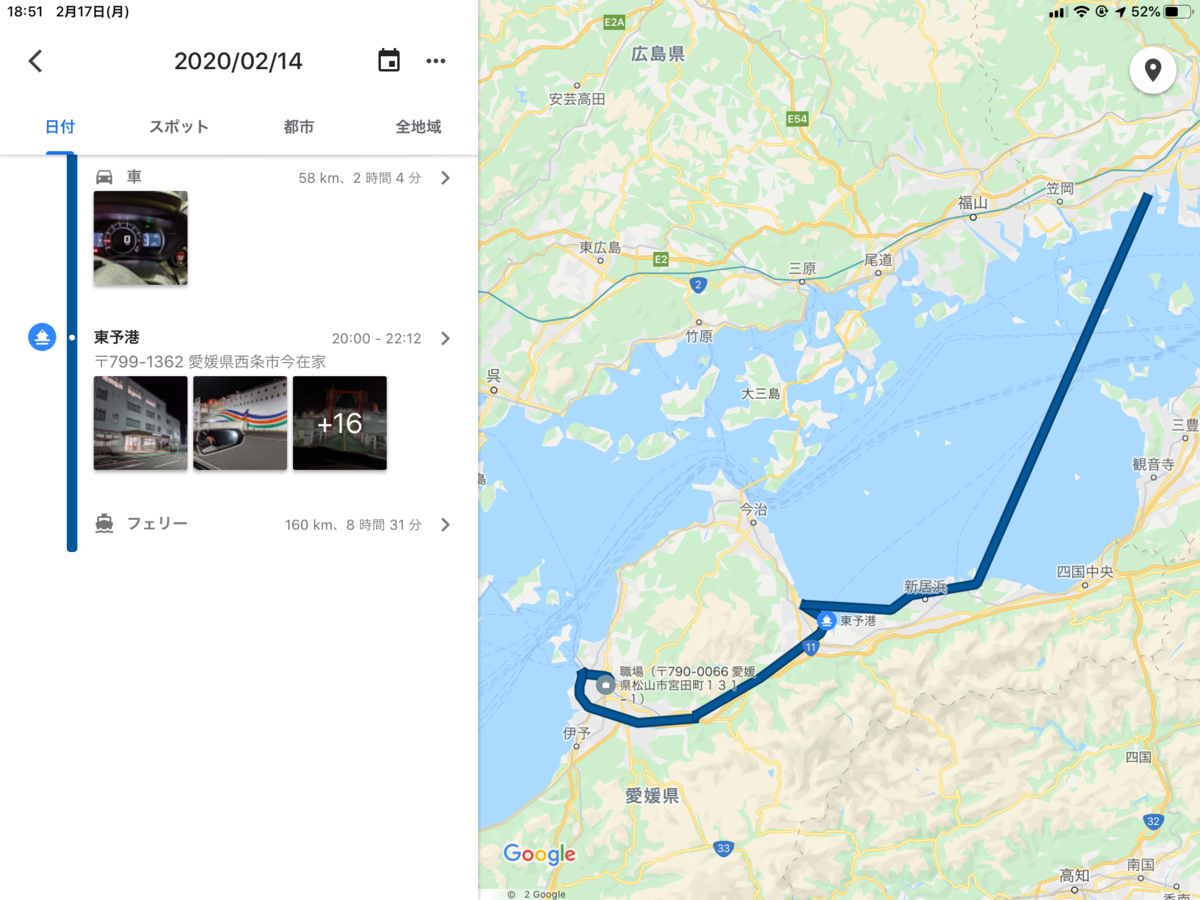 18:51 2月17日(月)
52%
2020/02/14
日付 スポット 都市 全地域
車 58 km、2 時間 4 分
東予港 20:00 - 22:12
〒799-1362 愛媛県西条市今在家
+16
フェリー 160 km、8 時間 31 分
E2A
広島県
安芸高田
E54
笠岡
福山
東広島
E2
尾道
三原
2
竹原
呉
大三島
三豊
観音寺
島
今治
四国中央
新居浜
東予港
11
職場（〒790-0066 愛媛
県松山市宮田町１３１
−１）
伊予
四国
愛媛県
32
33
Google
南国
高知
香南
© 2 Google